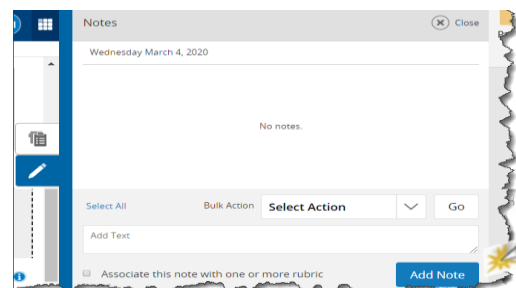 Notes
Close
Wednesday March 4, 2020
No notes.
Select All
Bulk Action
Select Action
Go
Add Text
Associate this note with one or more rubric
Add Note